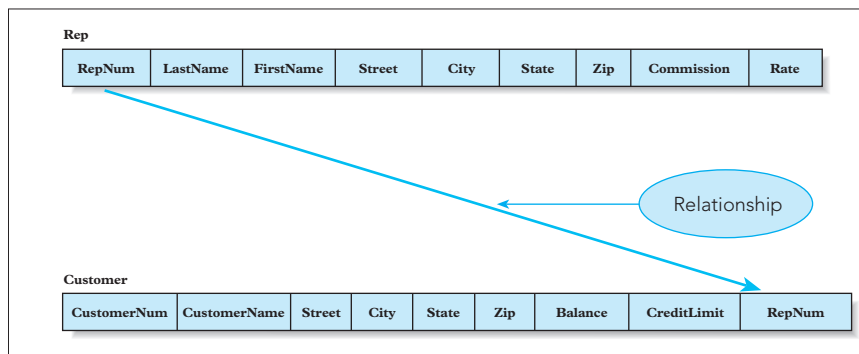 Rep
RepNum LastName FirstName Street City State Zip Commission Rate
Relationship
Customer
CustomerNum CustomerName Street City State Zip Balance CreditLimit RepNum